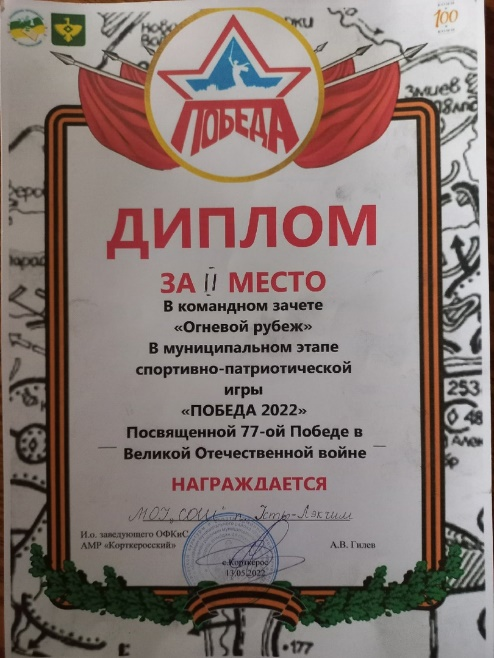 100
ПОБЕДА
Змиев
ДИПЛОМ
ЗА II МЕСТО
В командном зачете
«Огневой рубеж»
В муниципальном этапе
спортивно-патриотической
игры
«ПОБЕДА 2022»
Посвященной 77-ой Победе в
Великой Отечественной войне
НАГРАЖДАЕТСЯ
МОУ „СОШ" п. Усть-Лэкчим
И.о. заведующего ОФКиС
АМР «Корткеросский»
А.В. Гилев
с.Корткерос
13.05.2022
253
177